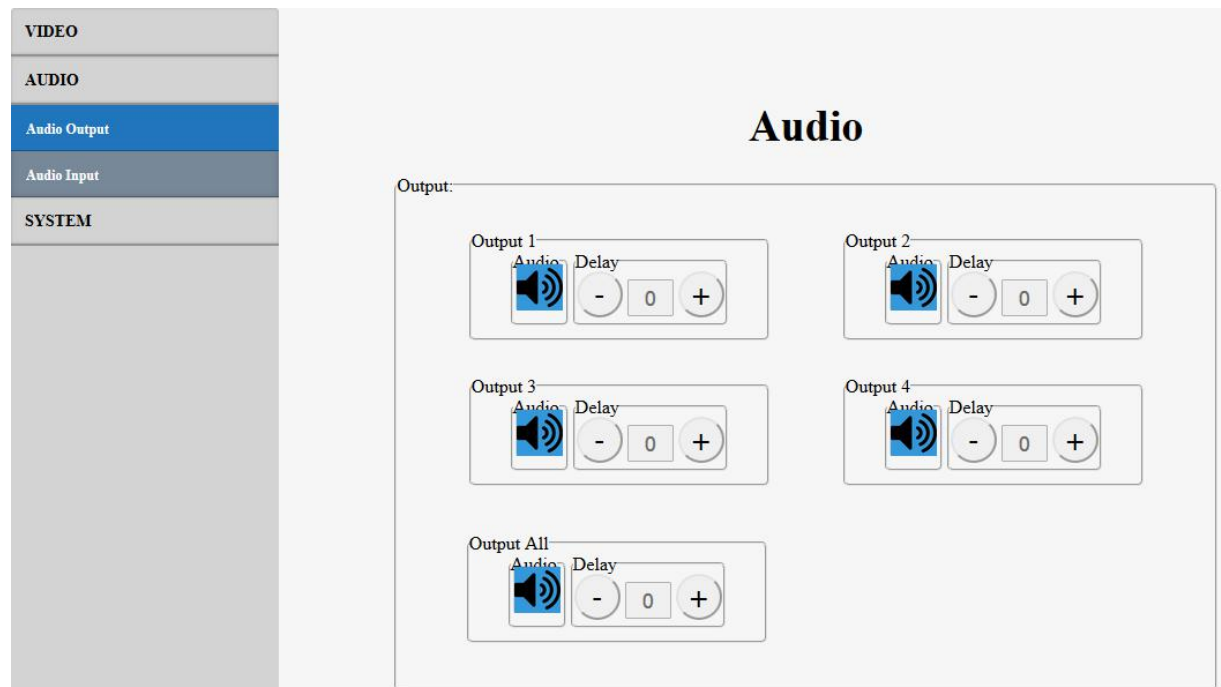 VIDEO
AUDIO
Audio Output
Audio Input
SYSTEM
Audio
Output:
Output 1
Audio Delay
- 0 +
Output 2
Audio Delay
- 0 +
Output 3
Audio Delay
- 0 +
Output 4
Audio Delay
- 0 +
Output All
Audio Delay
- 0 +